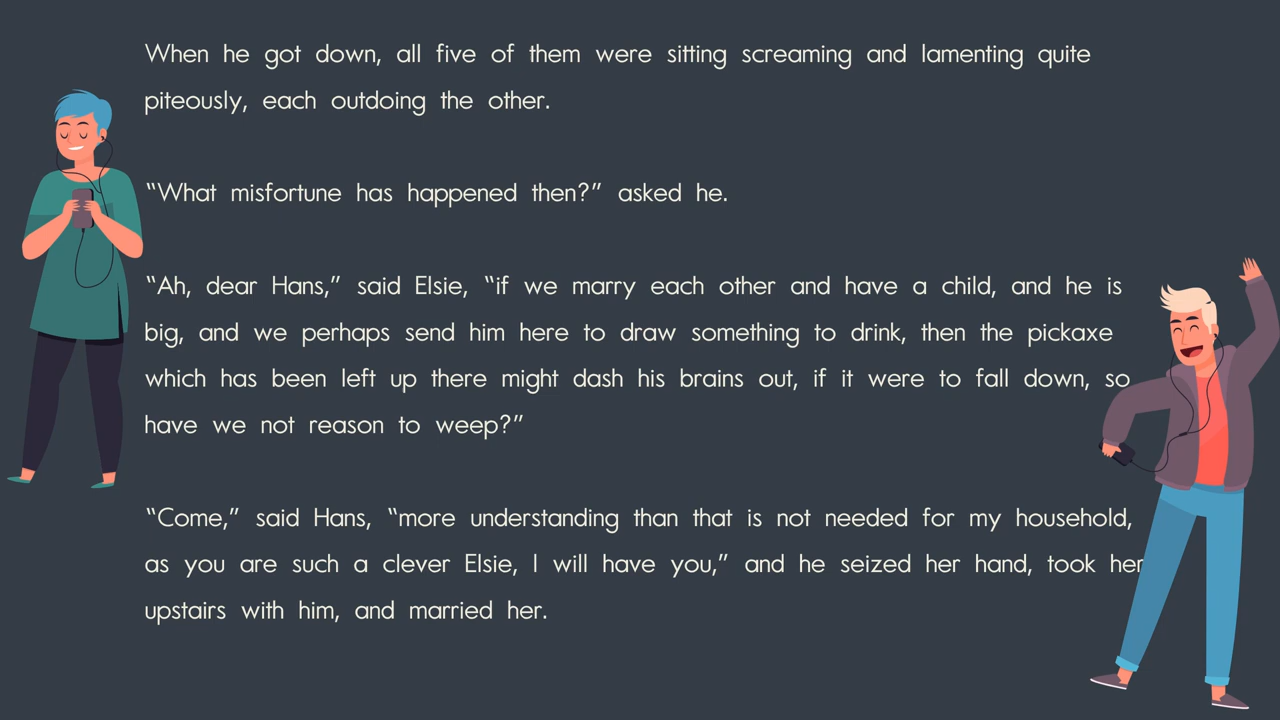 When he got down, all five of them were sitting screaming and lamenting quite
piteously, each outdoing the other.
“What misfortune has happened then?” asked he.
“Ah, dear Hans,” said Elsie, “if we marry each other and have a child, and he is
big, and we perhaps send him here to draw something to drink, then the pickaxe
which has been left up there might dash his brains out, if it were to fall down, so
have we not reason to weep?”
“Come,” said Hans, “more understanding than that is not needed for my household,
as you are such a clever Elsie, I will have you,” and he seized her hand, took her
upstairs with him, and married her.